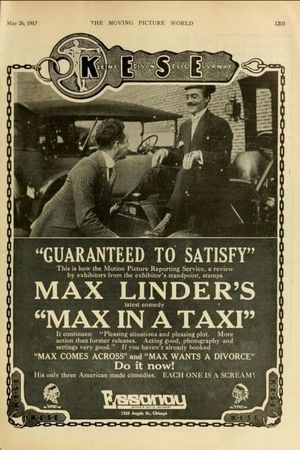 May 26, 1917 THE MOVING PICTURE WORLD 1203
KLEINE EDISON SELIG ESSANAY
"GUARANTEED TO SATISFY"
This is how the Motion Picture Reporting Service, a review
by exhibitors from the exhibitor's standpoint, stamps
MAX LINDER'S
latest comedy
"MAX IN A TAXI"
It continues: "Pleasing situations and pleasing plot. More
action than former releases. Acting good, photography and
settings very good." If you haven't already booked
"MAX COMES ACROSS" and "MAX WANTS A DIVORCE"
Do it now!
His only three American made comedies. EACH ONE IS A SCREAM!
Essanay
1333 Argyle St., Chicago
K-E-S-E
K-E-S-E